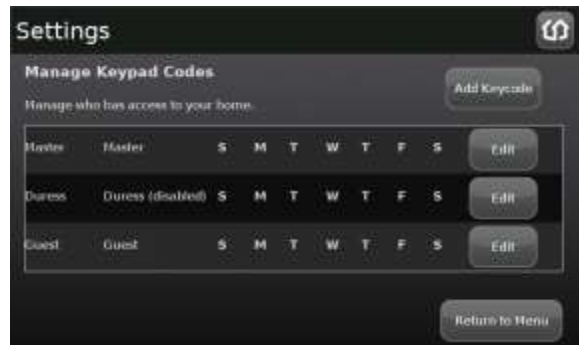 Settings
Manage Keypad Codes
Add Keycode
Manage who has access to your home.
Master Master S M T W T F S Edit
Duress Duress (disabled) S M T W T F S Edit
Guest Guest S M T W T F S Edit
Return to Menu